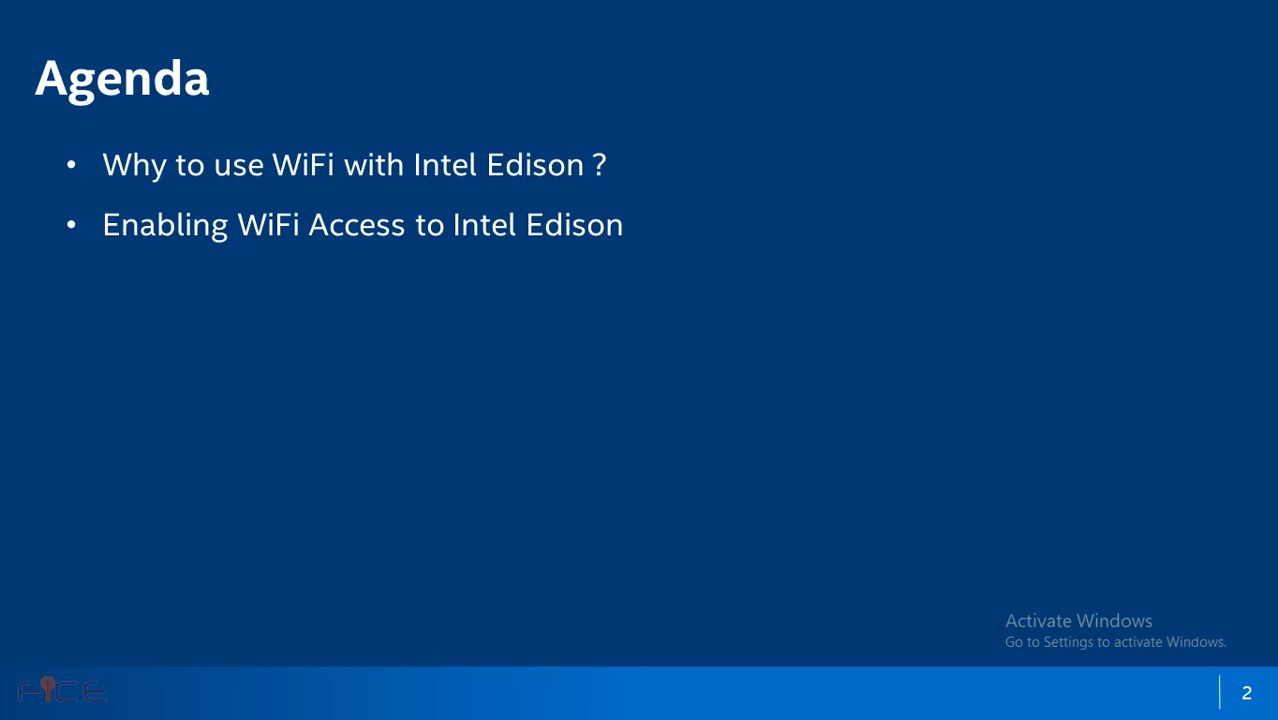 Agenda
• Why to use WiFi with Intel Edison ?
• Enabling WiFi Access to Intel Edison
Activate Windows
Go to Settings to activate Windows.
FICE
2